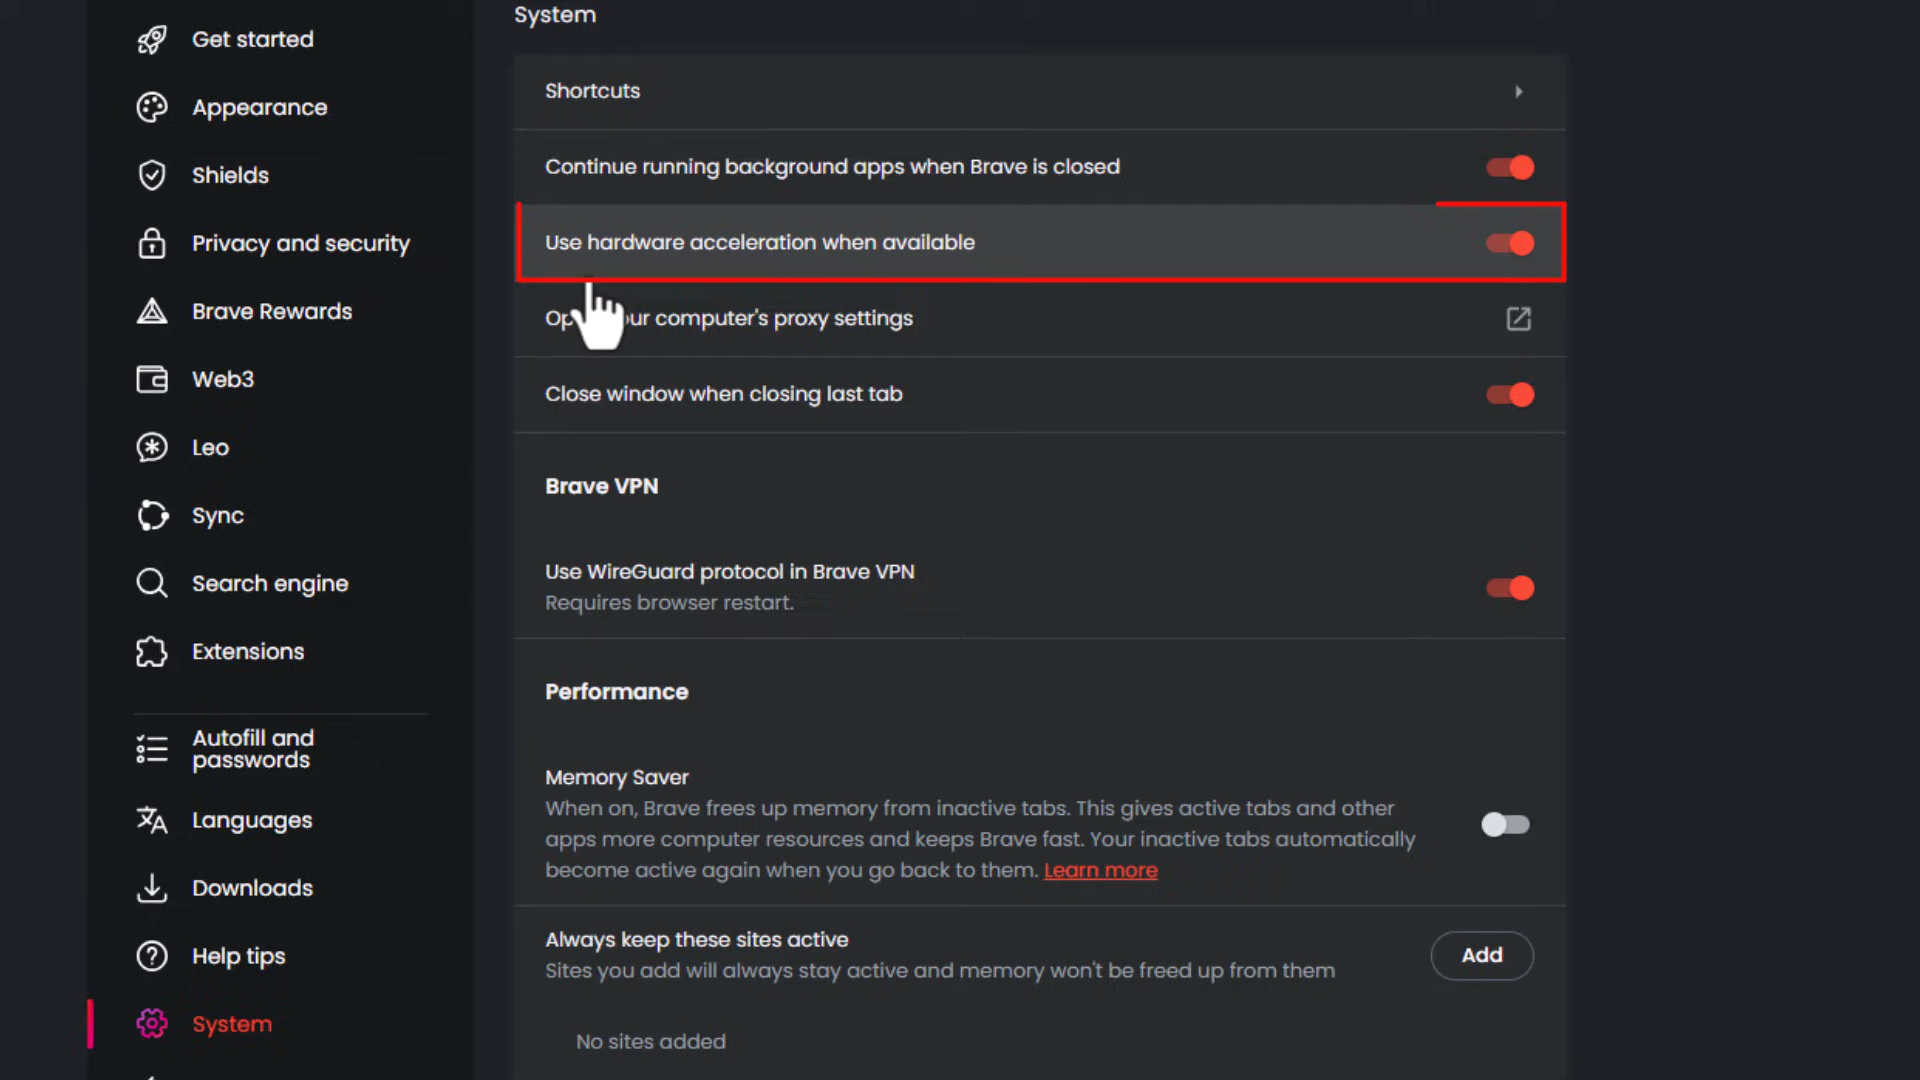 Get started
Appearance
Shields
Privacy and security
Brave Rewards
Web3
Leo
Sync
Search engine
Extensions
Autofill and
passwords
Languages
Downloads
Help tips
System
System
Shortcuts
Continue running background apps when Brave is closed
Use hardware acceleration when available
computer's proxy settings
Close window when closing last tab
Brave VPN
Use WireGuard protocol in Brave VPN
Requires browser restart.
Performance
Memory Saver
When on, Brave frees up memory from inactive tabs. This gives active tabs and other
apps more computer resources and keeps Brave fast. Your inactive tabs automatically
become active again when you go back to them. Learn more
Always keep these sites active
Sites you add will always stay active and memory won't be freed up from them
Add
No sites added